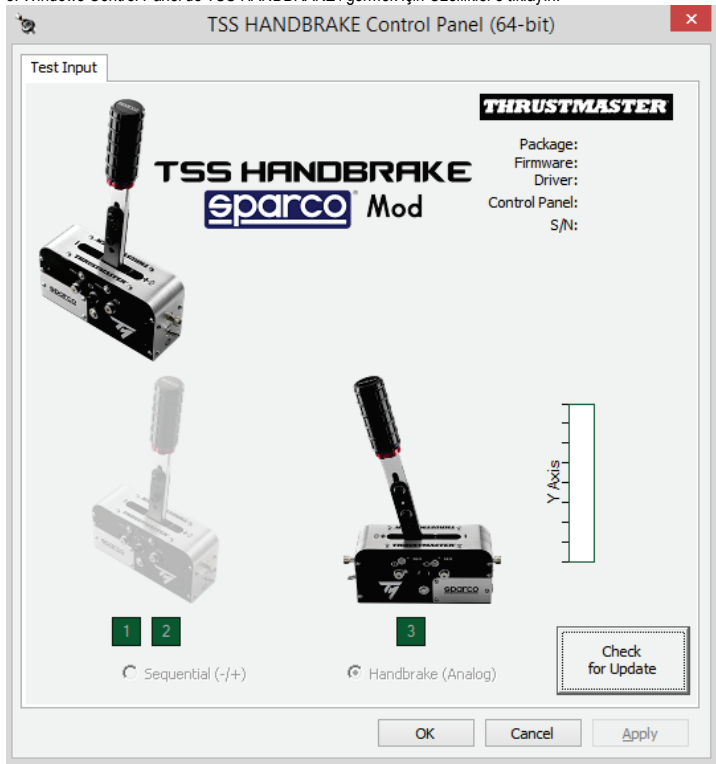 TSS HANDBRAKE Control Panel (64-bit)
Test Input
THRUSTMASTER
TSS HANDBRAKE
sparco Mod
Package:
Firmware:
Driver:
Control Panel:
S/N:
Y Axis
1 2
3
Sequential (-/+)
Handbrake (Analog)
Check
for Update
OK Cancel Apply